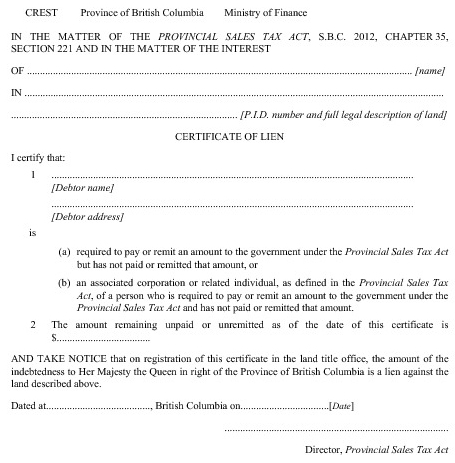 CREST Province of British Columbia Ministry of Finance
IN THE MATTER OF THE PROVINCIAL SALES TAX ACT, S.B.C. 2012, CHAPTER 35,
SECTION 221 AND IN THE MATTER OF THE INTEREST
OF .................................................................................................................................. [name]
IN ..............................................................................................................................................
............................................................................ [P.I.D. number and full legal description of land]
CERTIFICATE OF LIEN
I certify that:
1 ..........................................................................................................................
[Debtor name]
..........................................................................................................................
[Debtor address]
is
(a) required to pay or remit an amount to the government under the Provincial Sales Tax Act
but has not paid or remitted that amount, or
(b) an associated corporation or related individual, as defined in the Provincial Sales Tax
Act, of a person who is required to pay or remit an amount to the government under the
Provincial Sales Tax Act and has not paid or remitted that amount.
2 The amount remaining unpaid or unremitted as of the date of this certificate is
$................................
AND TAKE NOTICE that on registration of this certificate in the land title office, the amount of the
indebtedness to Her Majesty the Queen in right of the Province of British Columbia is a lien against the
land described above.
Dated at..................................., British Columbia on..............................[Date]
...........................................................................
Director, Provincial Sales Tax Act